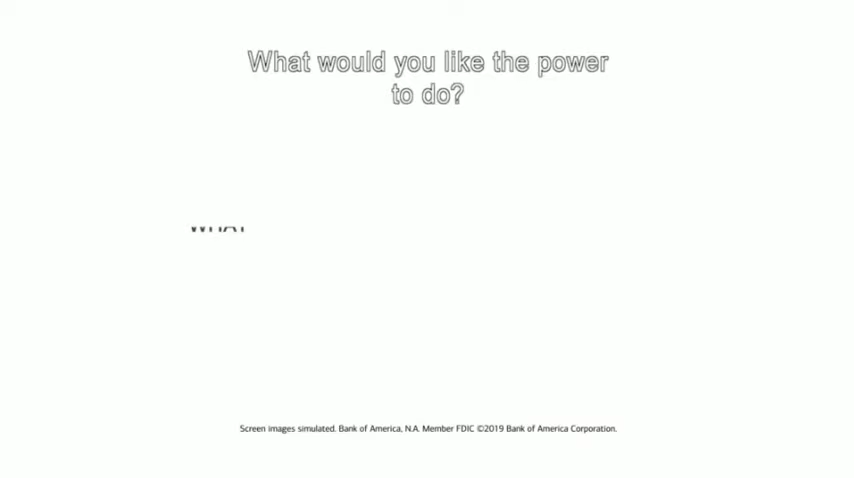 What would you like the power
to do?
WHAT
Screen images simulated. Bank of America, N.A. Member FDIC ©2019 Bank of America Corporation.